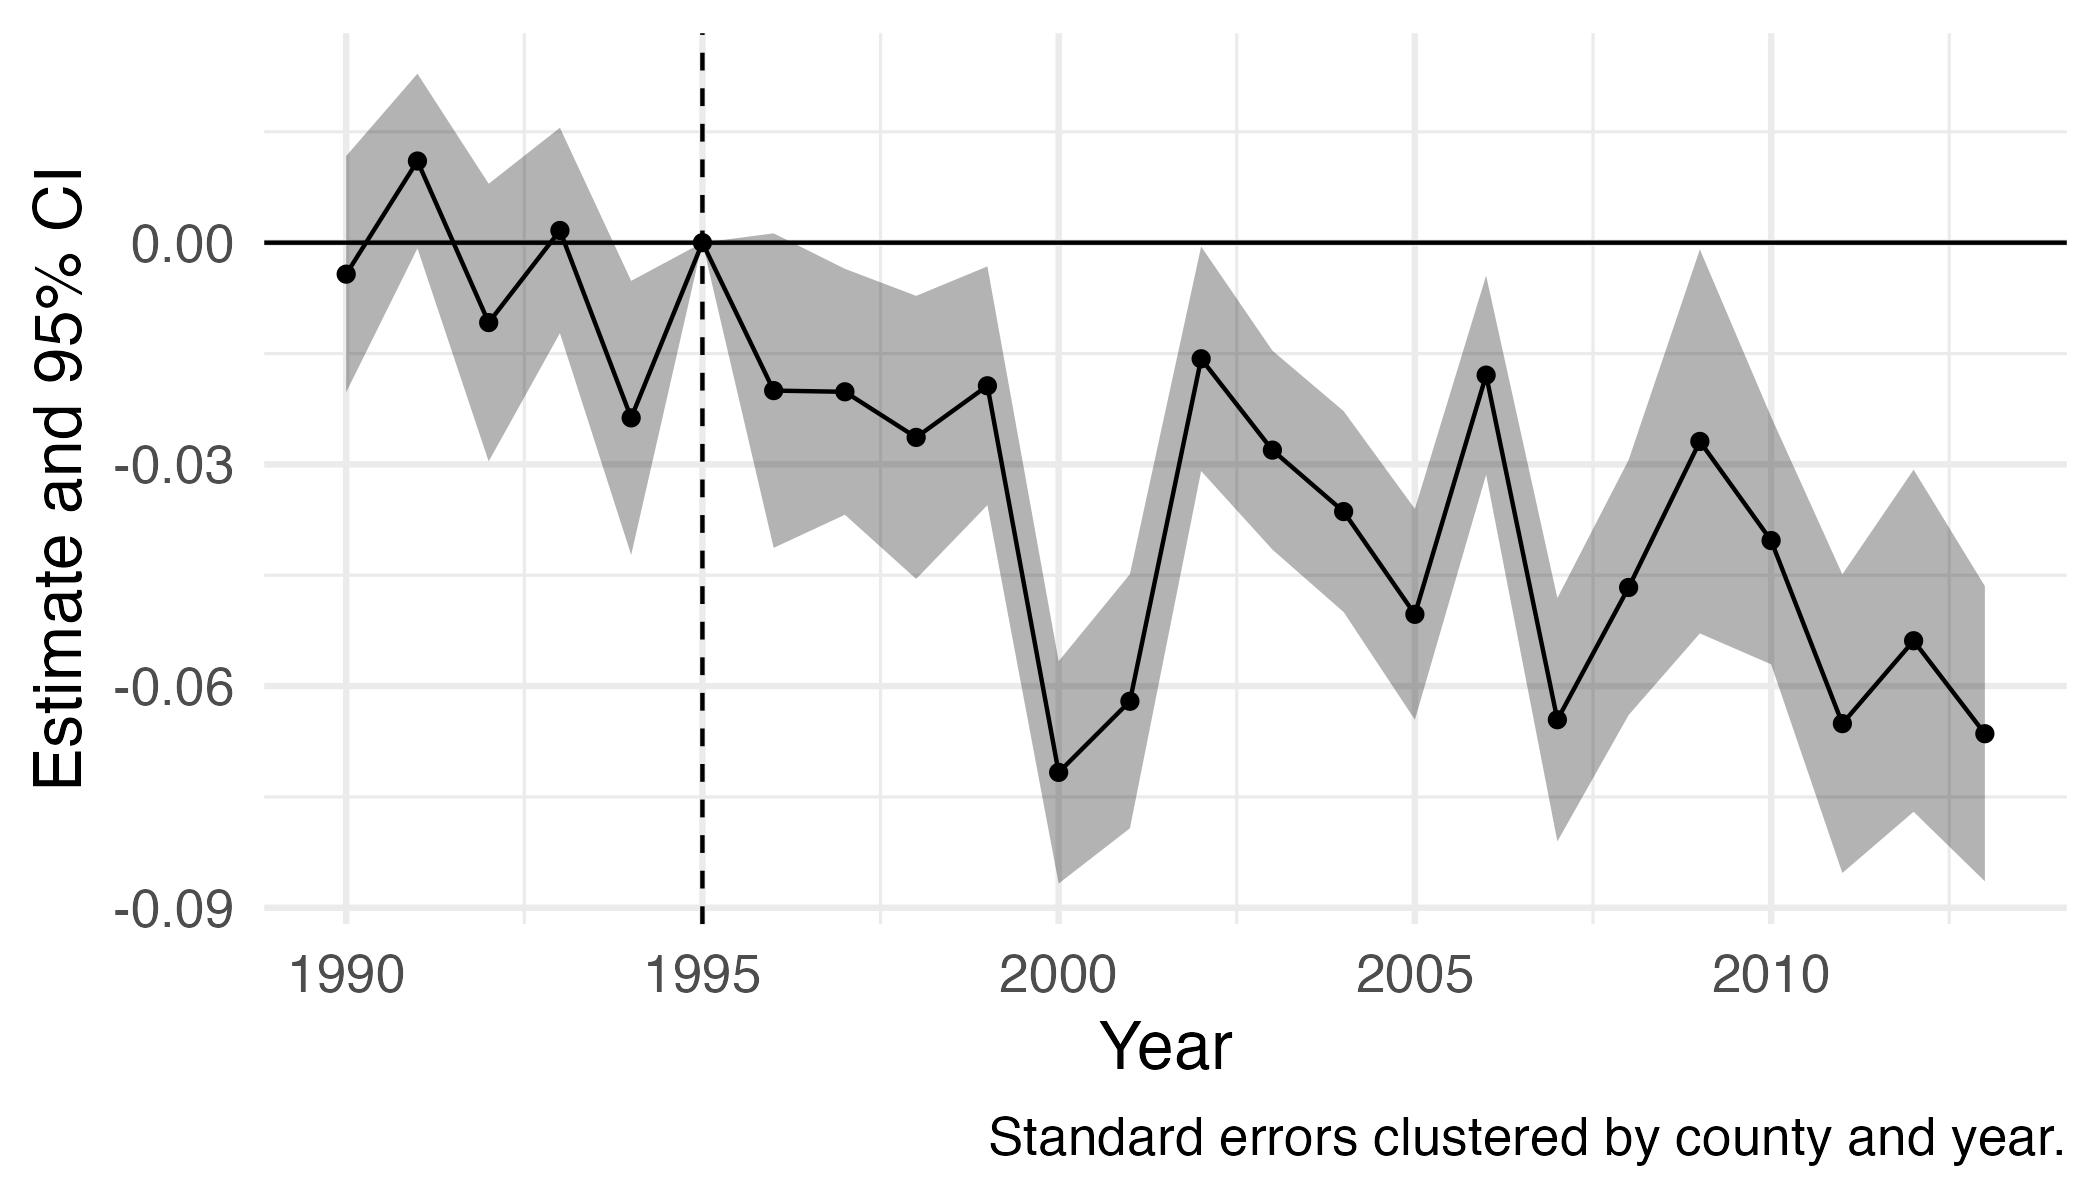 Estimate and 95% CI
0.00
-0.03
-0.06
-0.09
1990 1995 2000 2005 2010
Year
Standard errors clustered by county and year.